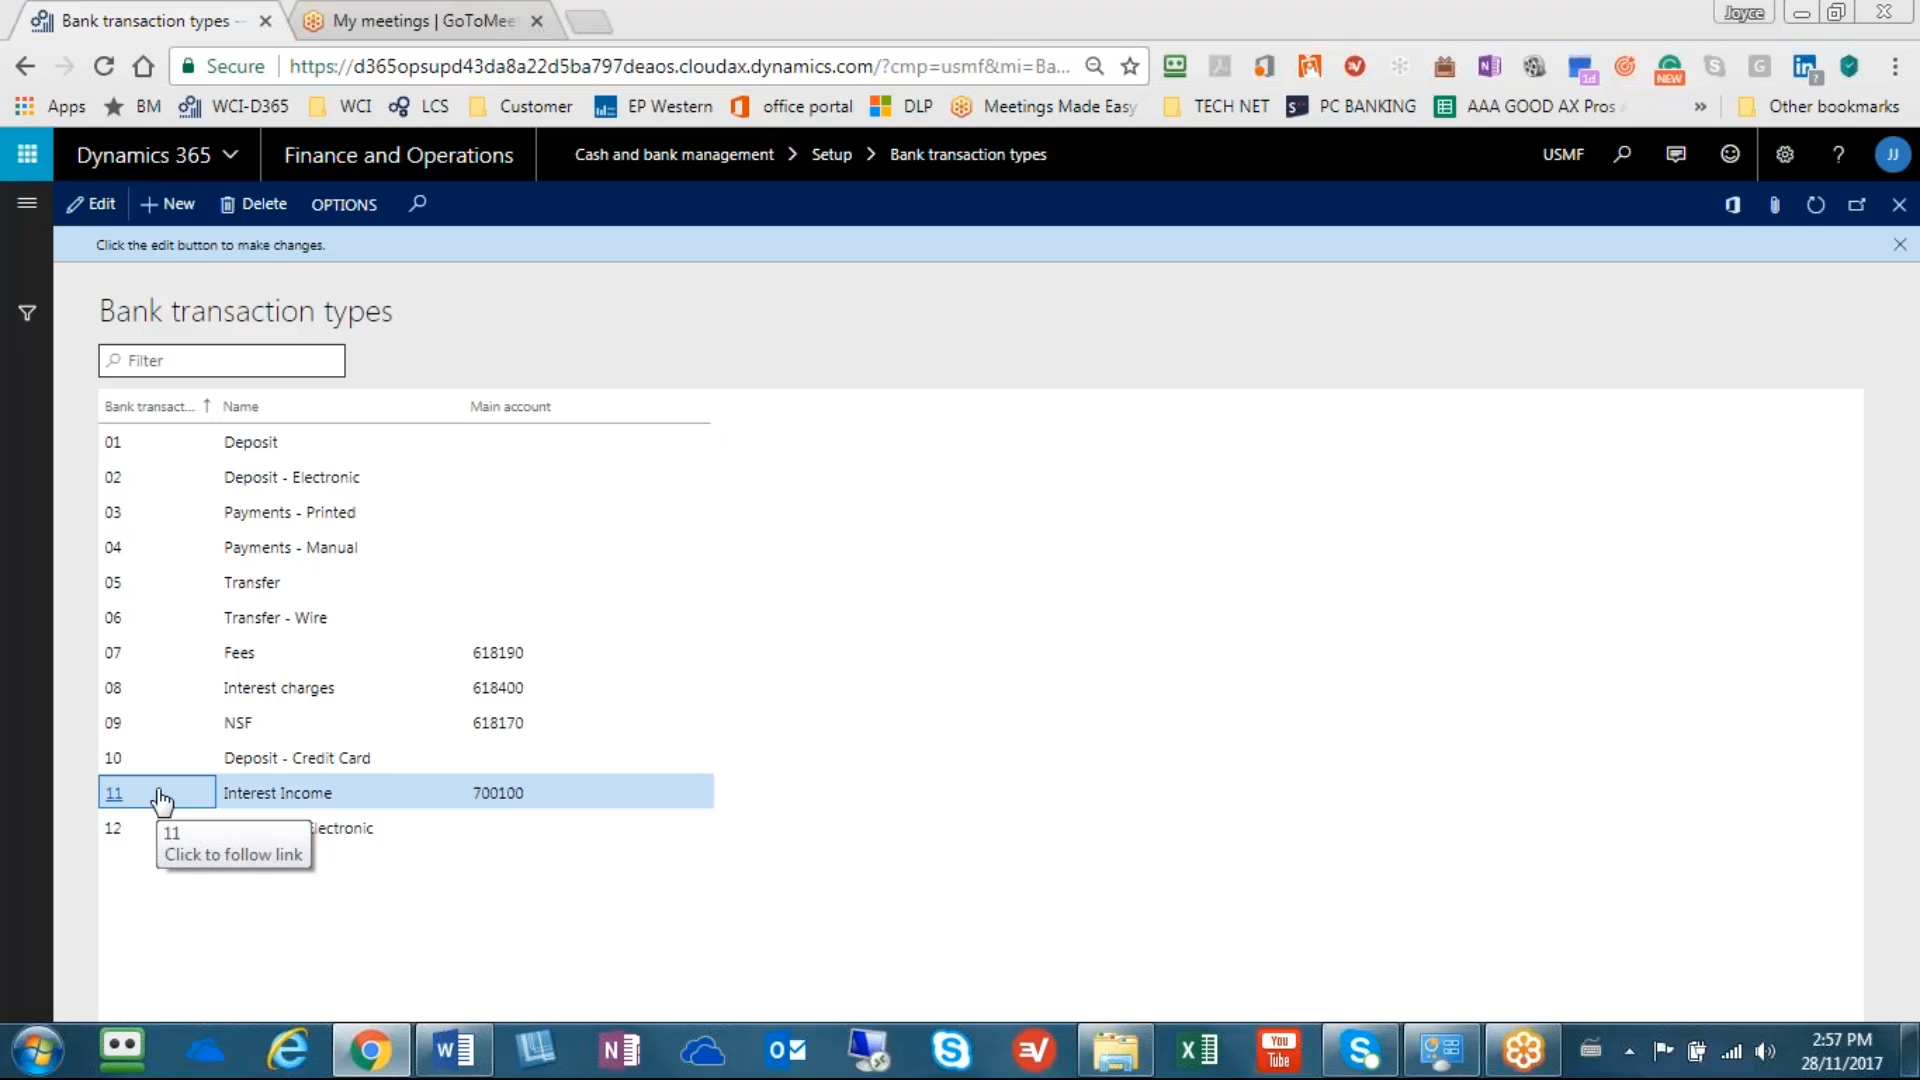 Bank transaction types --
My meetings | GoToMee
Joyce
Secure
https://d365opsupd43da8a22d5ba797deaos.cloudax.dynamics.com/?cmp=usmf&mi=Ba...
1d
NEW
G
in
?
Apps
BM
WCI-D365
WCI
LCS
Customer
EP Western
office portal
DLP
Meetings Made Easy
TECH NET
PC BANKING
AAA GOOD AX Pros
»
Other bookmarks
Dynamics 365
Finance and Operations
Cash and bank management > Setup > Bank transaction types
USMF
?
JJ
Edit
+ New
Delete
OPTIONS
Click the edit button to make changes.
Bank transaction types
Filter
Bank transact... ↑ Name Main account
01 Deposit
02 Deposit - Electronic
03 Payments - Printed
04 Payments - Manual
05 Transfer
06 Transfer - Wire
07 Fees 618190
08 Interest charges 618400
09 NSF 618170
10 Deposit - Credit Card
11 Interest Income 700100
12 lectronic
11
Click to follow link
You
Tube
2:57 PM
28/11/2017